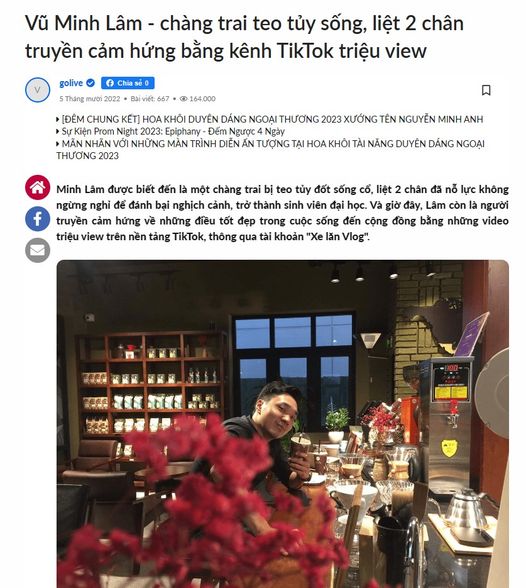 Vũ Minh Lâm - chàng trai teo tủy sống, liệt 2 chân
truyền cảm hứng bằng kênh TikTok triệu view
V
golive
Chia sẻ 0
5 Tháng mười 2022 • Bài viết: 667 • 164.000
[ĐÊM CHUNG KẾT] HOA KHÔI DUYÊN DÁNG NGOẠI THƯƠNG 2023 XƯỚNG TÊN NGUYỄN MINH ANH
Sự Kiện Prom Night 2023: Epiphany - Đếm Ngược 4 Ngày
MÃN NHÃN VỚI NHỮNG MÀN TRÌNH DIỄN ẤN TƯỢNG TẠI HOA KHÔI TÀI NĂNG DUYÊN DÁNG NGOẠI
THƯƠNG 2023
Minh Lâm được biết đến là một chàng trai bị teo tủy đốt sống cổ, liệt 2 chân đã nỗ lực không
ngừng nghỉ để đánh bại nghịch cảnh, trở thành sinh viên đại học. Và giờ đây, Lâm còn là người
truyền cảm hứng về những điều tốt đẹp trong cuộc sống đến cộng đồng bằng những video
triệu view trên nền tảng TikTok, thông qua tài khoản "Xe lăn Vlog".